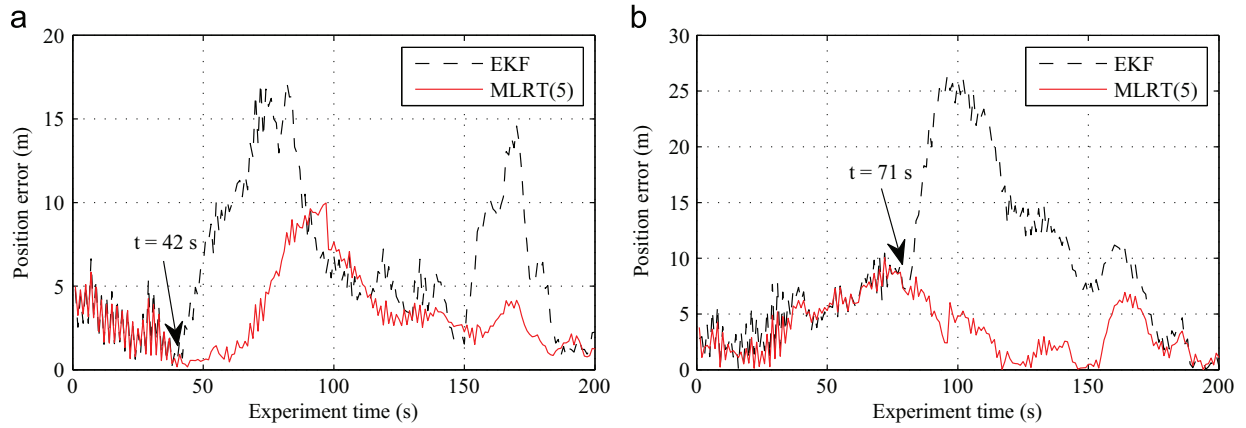 a
20
15
10
5
0
0
50
100
150
200
Position error (m)
Experiment time (s)
EKF
MLRT(5)
t = 42 s
b
30
25
20
15
10
5
0
0
50
100
150
200
Position error (m)
Experiment time (s)
EKF
MLRT(5)
t = 71 s